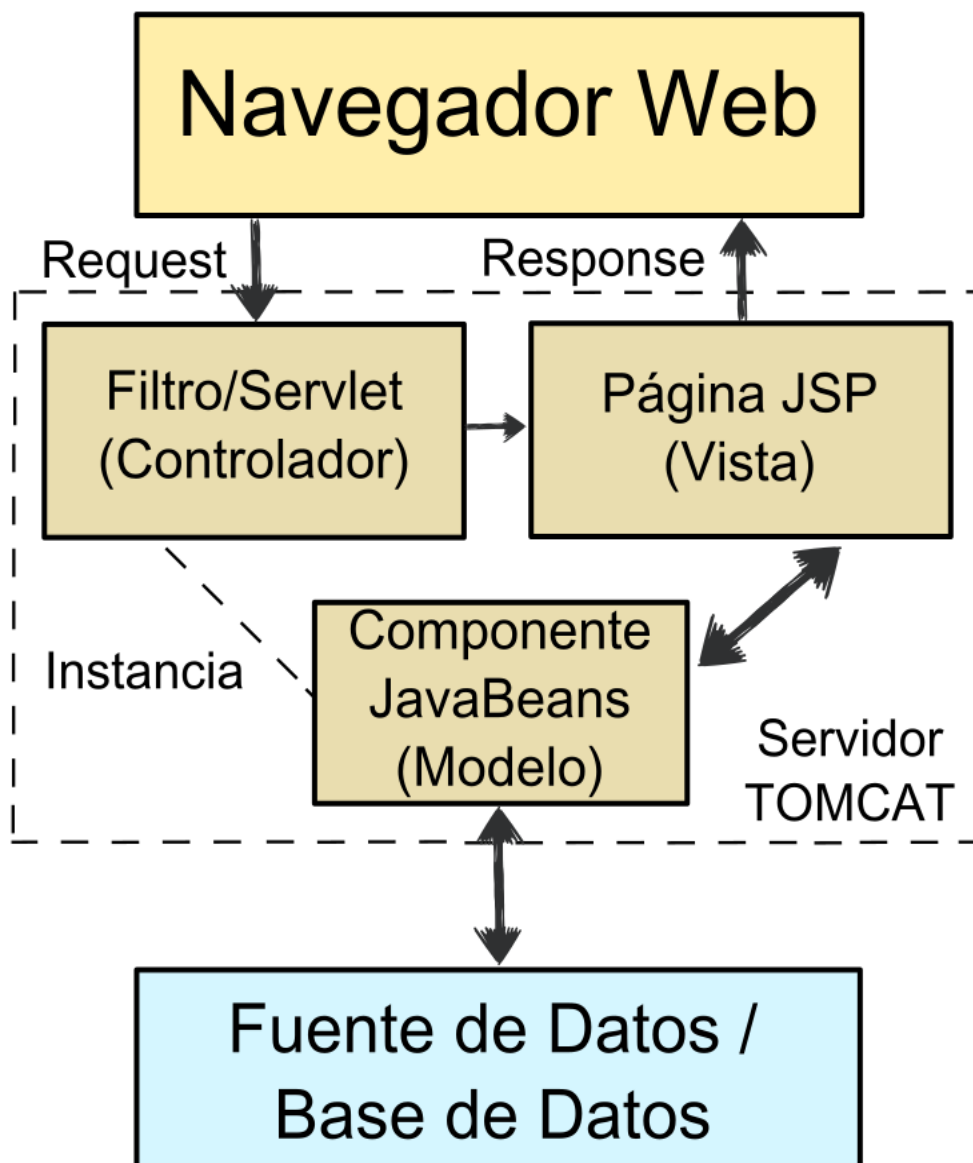 Navegador Web
Request
Response
Filtro/Servlet
(Controlador)
Página JSP
(Vista)
Instancia
Componente
JavaBeans
(Modelo)
Servidor
TOMCAT
Fuente de Datos /
Base de Datos